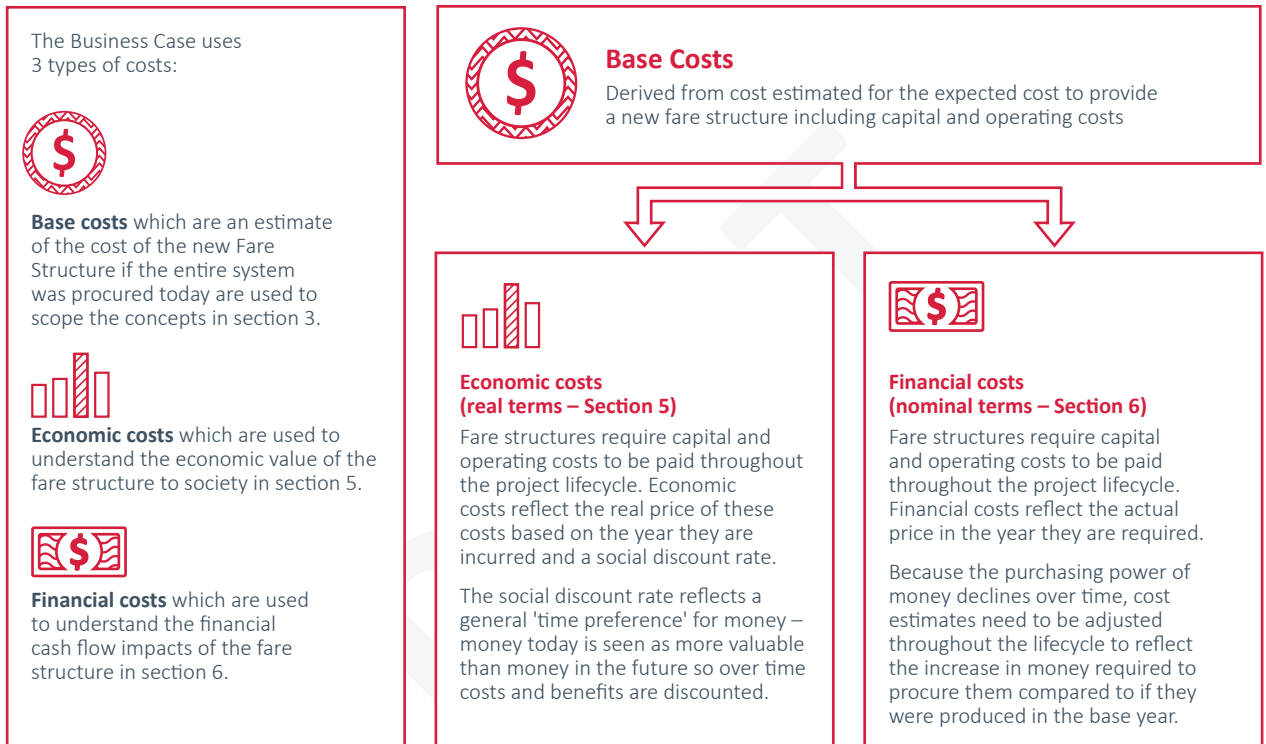 The Business Case uses
3 types of costs:
$
Base costs which are an estimate
of the cost of the new Fare
Structure if the entire system
was procured today are used to
scope the concepts in section 3.
Economic costs which are used to
understand the economic value of the
fare structure to society in section 5.
$
Financial costs which are used
to understand the financial
cash flow impacts of the fare
structure in section 6.
$
Base Costs
Derived from cost estimated for the expected cost to provide
a new fare structure including capital and operating costs
Economic costs
(real terms – Section 5)
Fare structures require capital and
operating costs to be paid throughout
the project lifecycle. Economic
costs reflect the real price of these
costs based on the year they are
incurred and a social discount rate.
The social discount rate reflects a
general 'time preference' for money –
money today is seen as more valuable
than money in the future so over time
costs and benefits are discounted.
$
Financial costs
(nominal terms – Section 6)
Fare structures require capital
and operating costs to be paid
throughout the project lifecycle.
Financial costs reflect the actual
price in the year they are required.
Because the purchasing power of
money declines over time, cost
estimates need to be adjusted
throughout the lifecycle to reflect
the increase in money required to
procure them compared to if they
were produced in the base year.